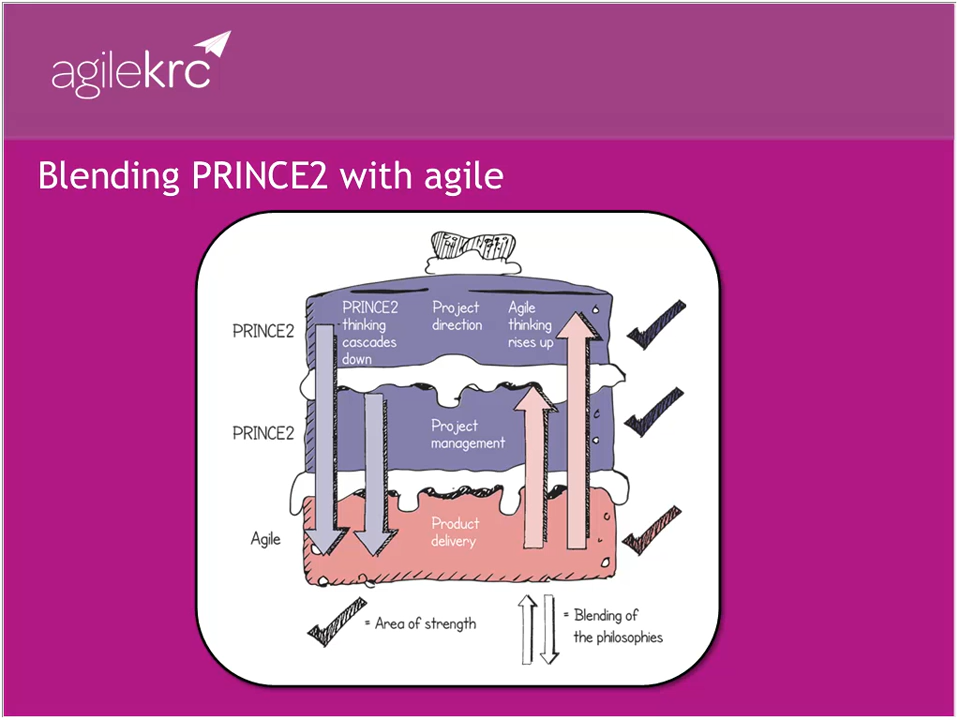 agilekrc
Blending PRINCE2 with agile
PRINCE2
PRINCE2
thinking
cascades
down
Project
direction
Agile
thinking
rises up
PRINCE2
Project
management
Agile
Product
delivery
= Area of strength
= Blending of
the philosophies